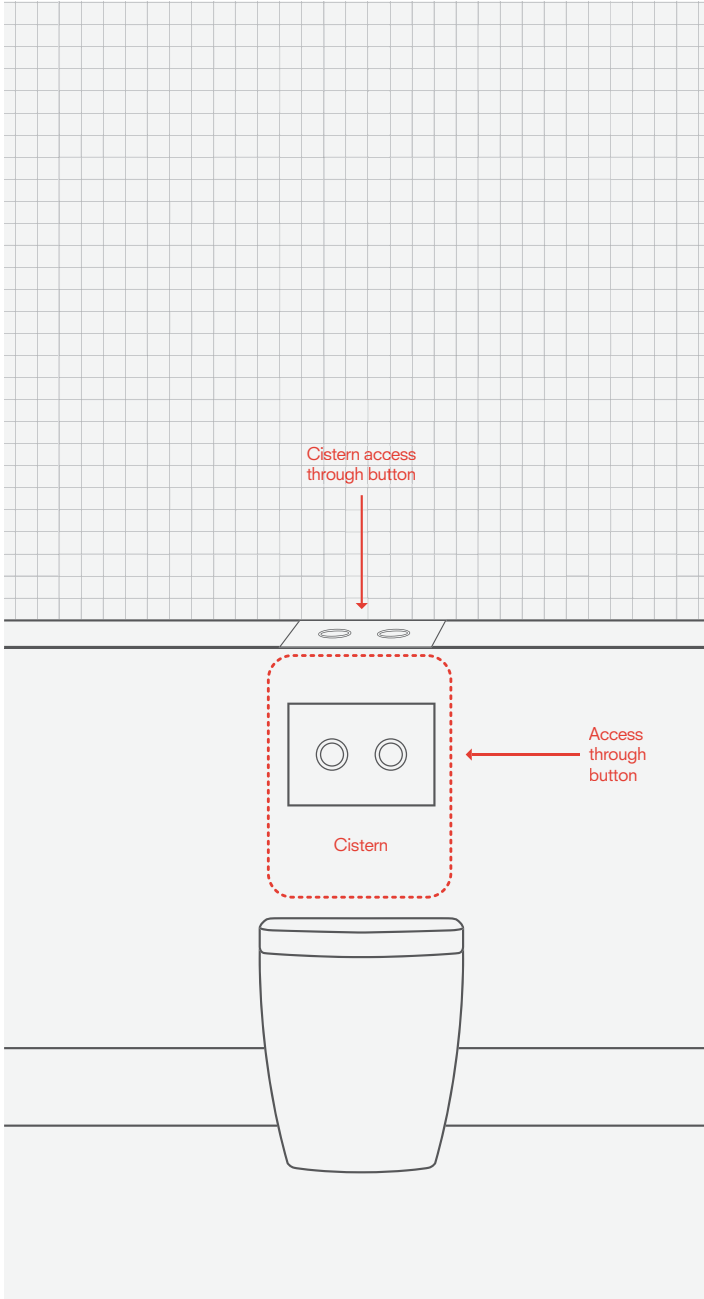 Cistern access
through button
Access
through
button
Cistern